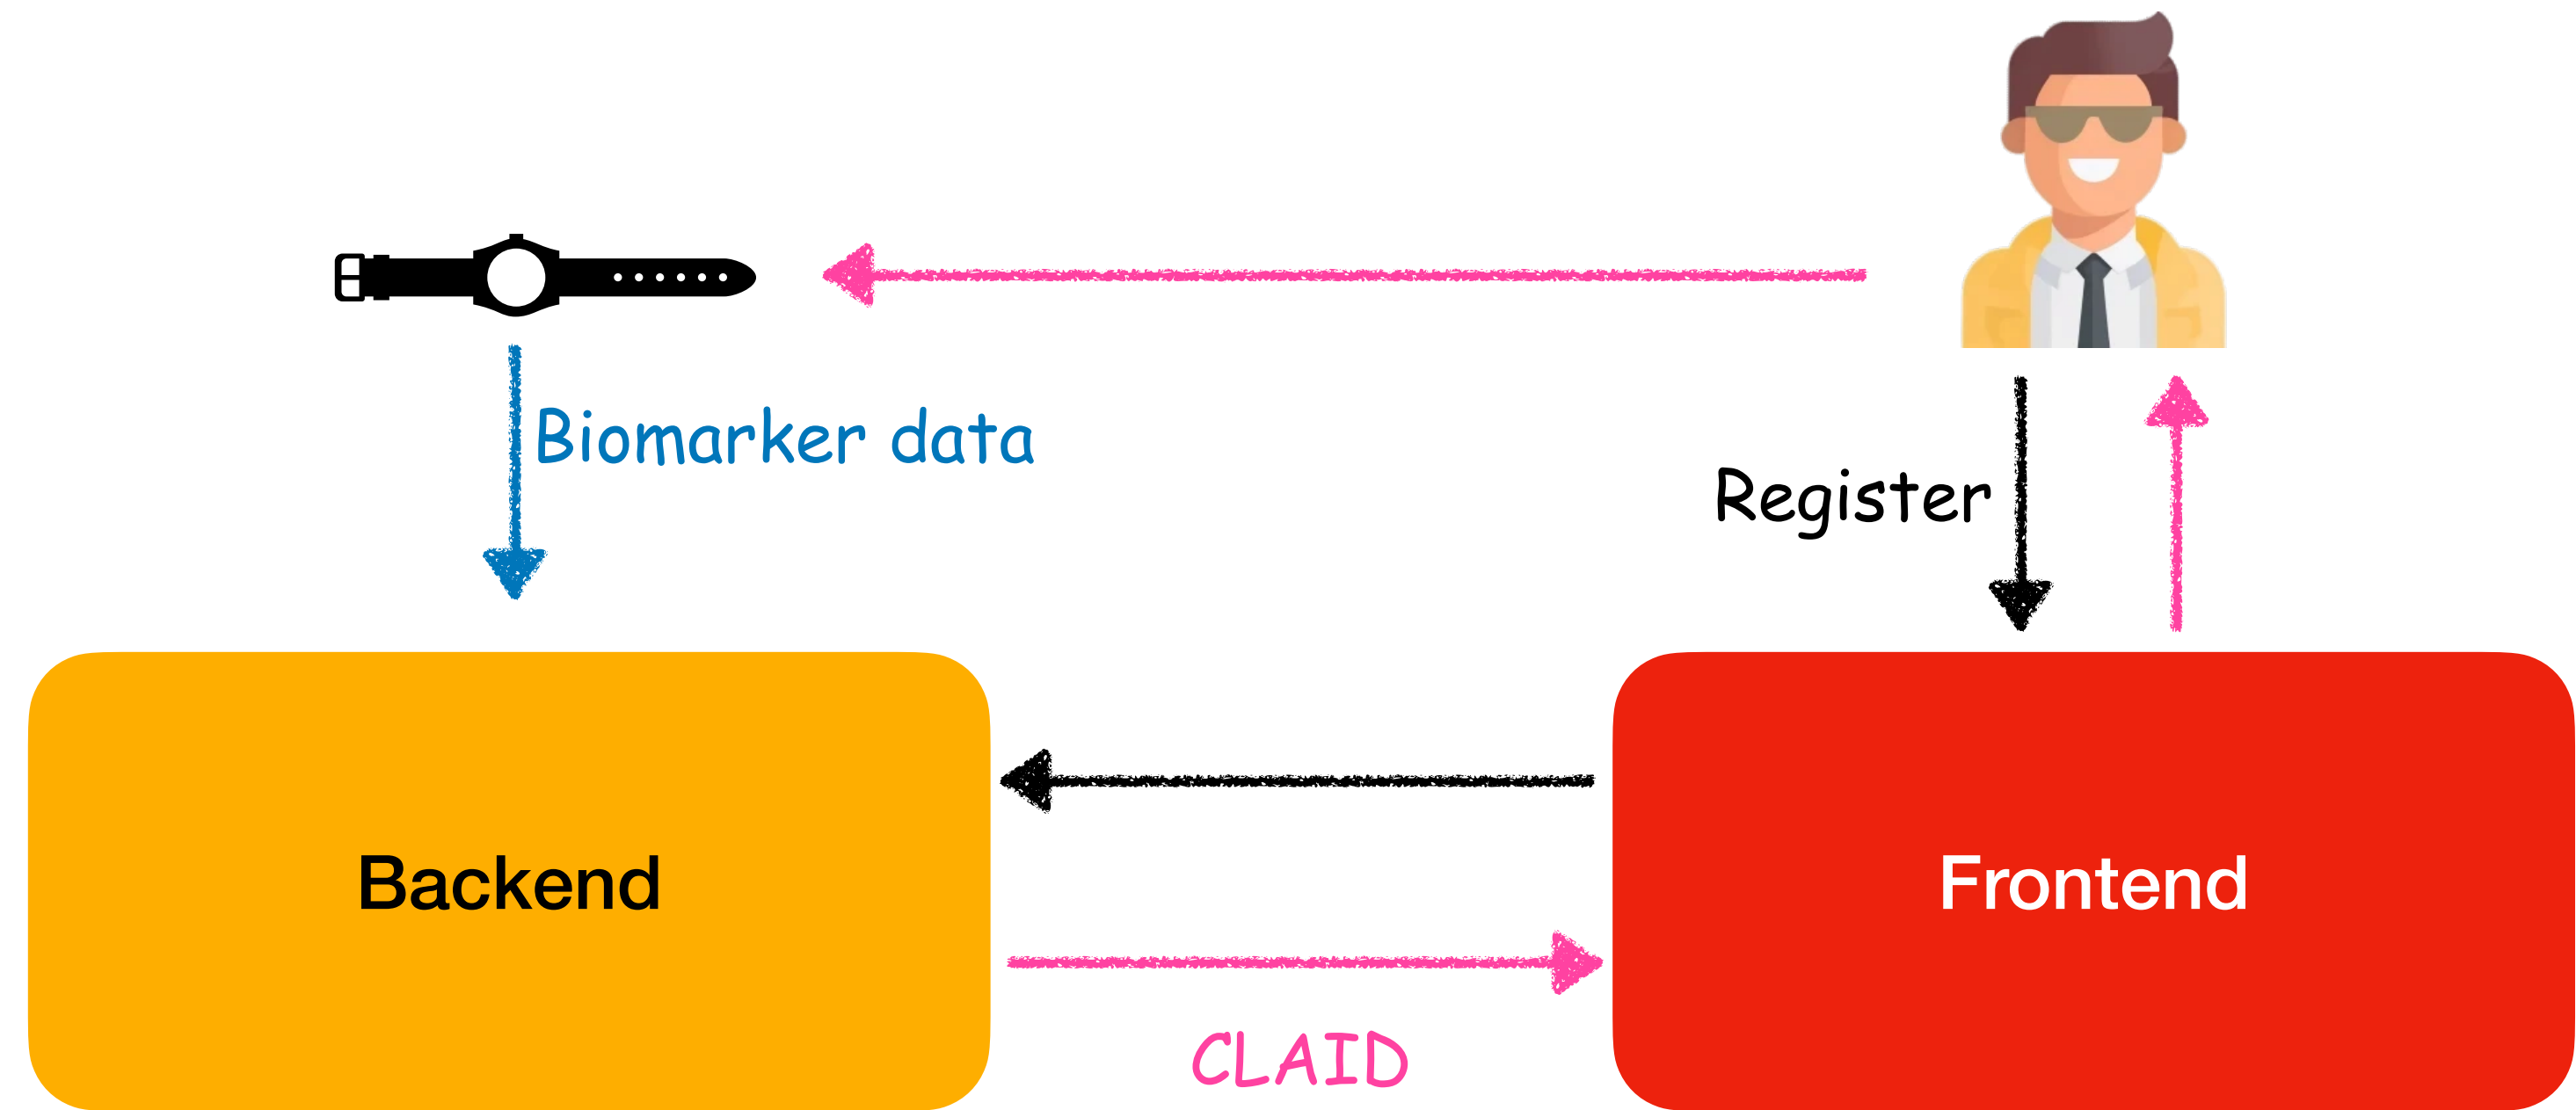 Biomarker data
Register
Backend
Frontend
CLAID